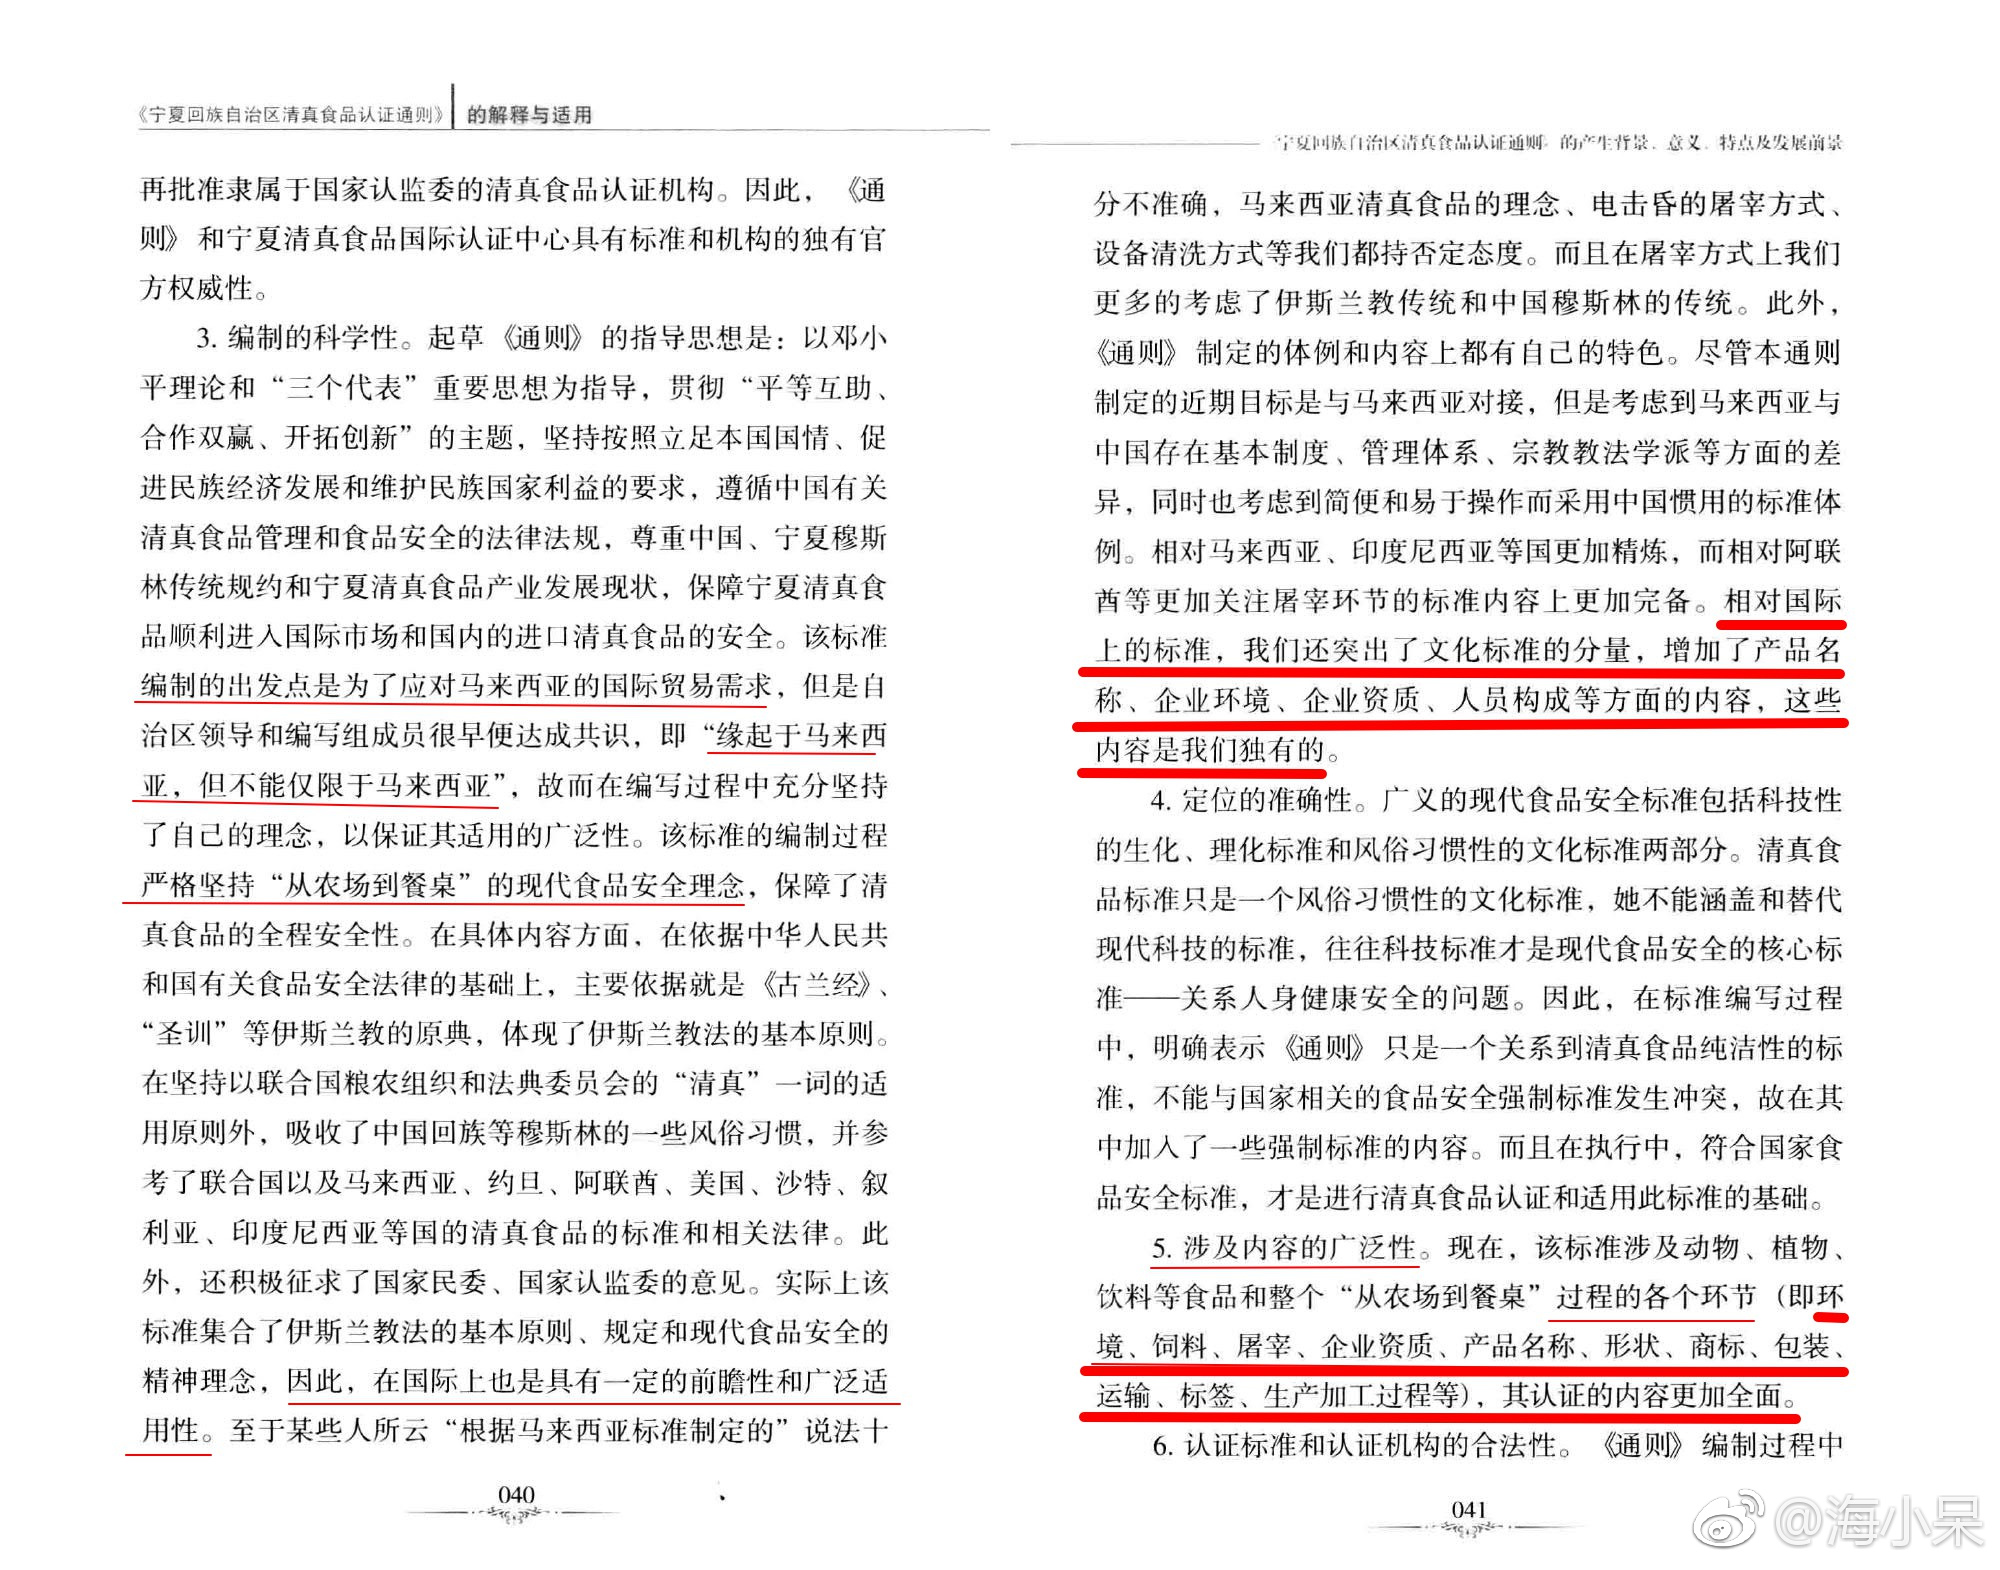 《宁夏回族自治区清真食品认证通则》 的解释与适用
再批准隶属于国家认监委的清真食品认证机构。因此，《通
则》和宁夏清真食品国际认证中心具有标准和机构的独有官
方权威性。
3. 编制的科学性。起草《通则》的指导思想是：以邓小
平理论和“三个代表”重要思想为指导，贯彻“平等互助、
合作双赢、开拓创新”的主题，坚持按照立足本国国情、促
进民族经济发展和维护民族国家利益的要求，遵循中国有关
清真食品管理和食品安全的法律法规，尊重中国、宁夏穆斯
林传统规约和宁夏清真食品产业发展现状，保障宁夏清真食
品顺利进入国际市场和国内的进口清真食品的安全。该标准
编制的出发点是为了应对马来西亚的国际贸易需求，但是自
治区领导和编写组成员很早便达成共识，即“缘起于马来西
亚，但不能仅限于马来西亚”，故而在编写过程中充分坚持
了自己的理念，以保证其适用的广泛性。该标准的编制过程
严格坚持“从农场到餐桌”的现代食品安全理念，保障了清
真食品的全程安全性。在具体内容方面，在依据中华人民共
和国有关食品安全法律的基础上，主要依据就是《古兰经》、
“圣训”等伊斯兰教的原典，体现了伊斯兰教法的基本原则。
在坚持以联合国粮农组织和法典委员会的“清真”一词的适
用原则外，吸收了中国回族等穆斯林的一些风俗习惯，并参
考了联合国以及马来西亚、约旦、阿联酋、美国、沙特、叙
利亚、印度尼西亚等国的清真食品的标准和相关法律。此
外，还积极征求了国家民委、国家认监委的意见。实际上该
标准集合了伊斯兰教法的基本原则、规定和现代食品安全的
精神理念，因此，在国际上也是具有一定的前瞻性和广泛适
用性。至于某些人所云“根据马来西亚标准制定的”说法十
040
宁夏回族自治区清真食品认证通则》的产生背景、意义、特点及发展前景
分不准确，马来西亚清真食品的理念、电击昏的屠宰方式、
设备清洗方式等我们都持否定态度。而且在屠宰方式上我们
更多的考虑了伊斯兰教传统和中国穆斯林的传统。此外，
《通则》制定的体例和内容上都有自己的特色。尽管本通则
制定的近期目标是与马来西亚对接，但是考虑到马来西亚与
中国存在基本制度、管理体系、宗教教法学派等方面的差
异，同时也考虑到简便和易于操作而采用中国惯用的标准体
例。相对马来西亚、印度尼西亚等国更加精炼，而相对阿联
酋等更加关注屠宰环节的标准内容上更加完备。相对国际
上的标准，我们还突出了文化标准的分量，增加了产品名
称、企业环境、企业资质、人员构成等方面的内容，这些
内容是我们独有的。
4. 定位的准确性。广义的现代食品安全标准包括科技性
的生化、理化标准和风俗习惯性的文化标准两部分。清真食
品标准只是一个风俗习惯性的文化标准，她不能涵盖和替代
现代科技的标准，往往科技标准才是现代食品安全的核心标
准——关系人身健康安全的问题。因此，在标准编写过程
中，明确表示《通则》只是一个关系到清真食品纯洁性的标
准，不能与国家相关的食品安全强制标准发生冲突，故在其
中加入了一些强制标准的内容。而且在执行中，符合国家食
品安全标准，才是进行清真食品认证和适用此标准的基础。
5. 涉及内容的广泛性。现在，该标准涉及动物、植物、
饮料等食品和整个“从农场到餐桌”过程的各个环节（即环
境、饲料、屠宰、企业资质、产品名称、形状、商标、包装、
运输、标签、生产加工过程等），其认证的内容更加全面。
6. 认证标准和认证机构的合法性。《通则》编制过程中
041
@海小呆